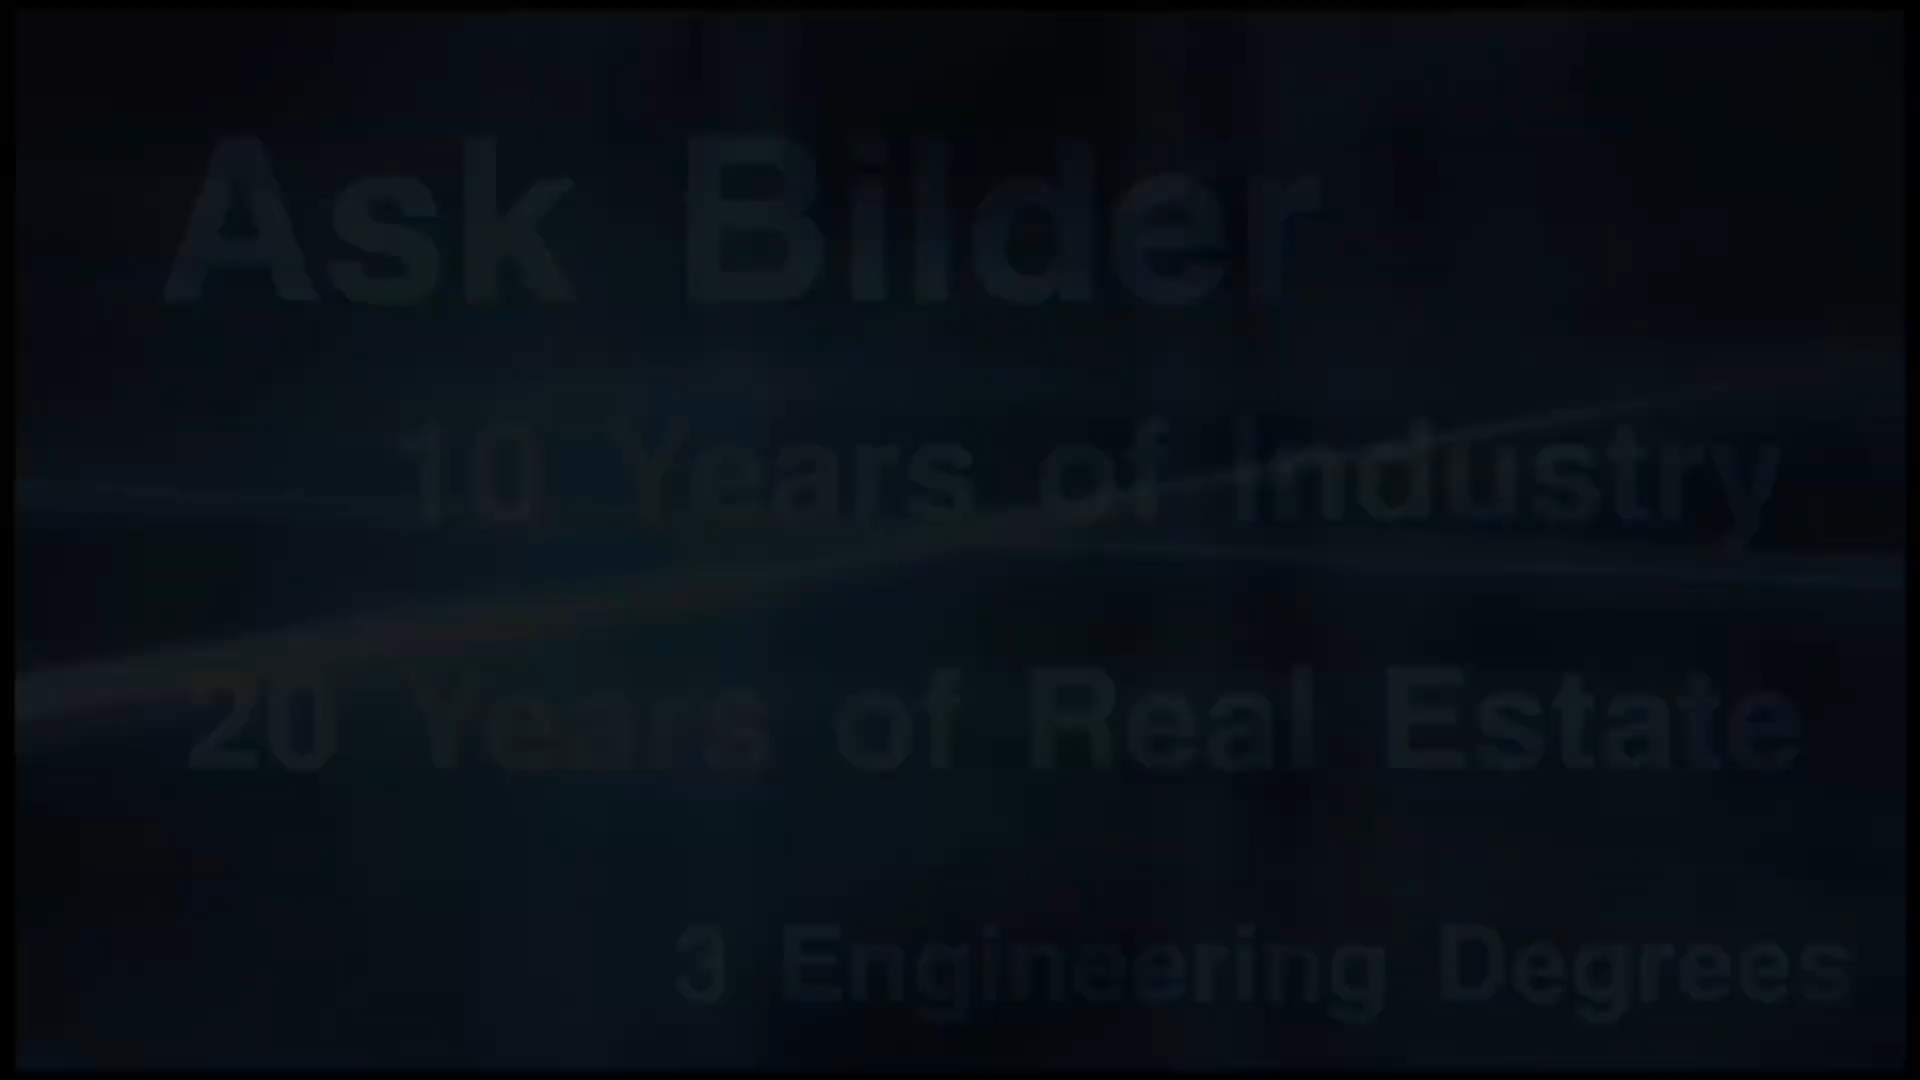 Ask Bilder
10 Years of Industry
20 Years of Real Estate
3 Engineering Degrees